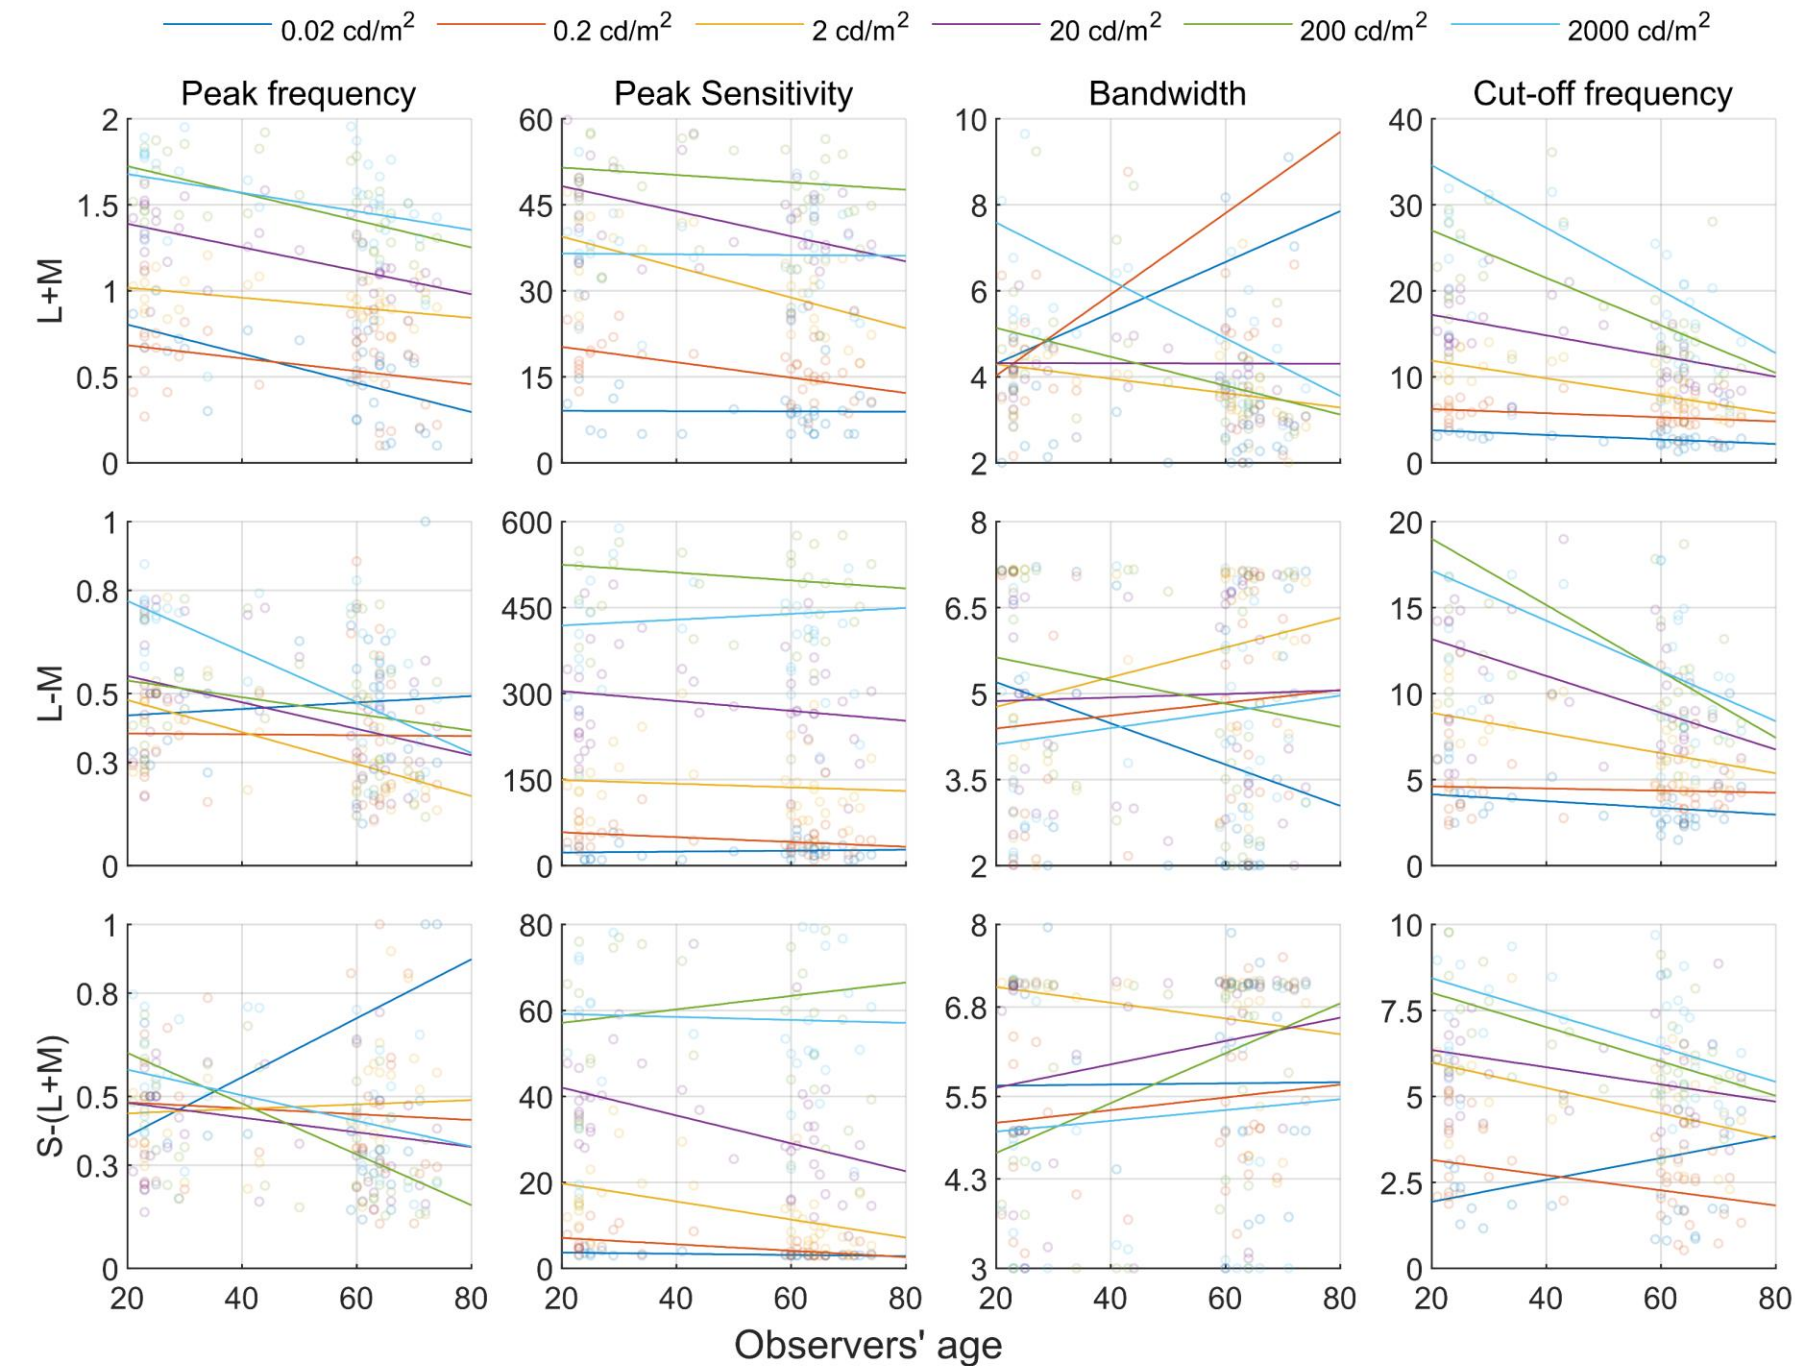 0.02 cd/m² 0.2 cd/m² 2 cd/m² 20 cd/m² 200 cd/m² 2000 cd/m²
Peak frequency Peak Sensitivity Bandwidth Cut-off frequency
L+M
2 1.5 1 0.5 0
60 45 30 15 0
10 8 6 4 2
40 30 20 10 0
L-M
1 0.8 0.5 0.3 0
600 450 300 150 0
8 6.5 5 3.5 2
20 15 10 5 0
S-(L+M)
1 0.8 0.5 0.3 0
80 60 40 20 0
8 6.8 5.5 4.3 3
10 7.5 5 2.5 0
20 40 60 80 20 40 60 80 20 40 60 80 20 40 60 80
Observers' age